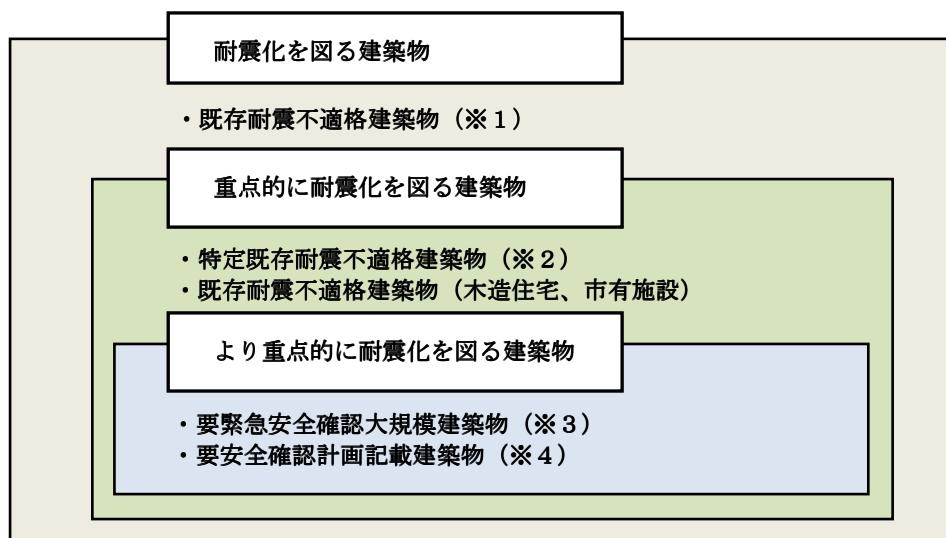 耐震化を図る建築物
・既存耐震不適格建築物（※１）
重点的に耐震化を図る建築物
・特定既存耐震不適格建築物（※２）
・既存耐震不適格建築物（木造住宅、市有施設）
より重点的に耐震化を図る建築物
・要緊急安全確認大規模建築物（※３）
・要安全確認計画記載建築物（※４）